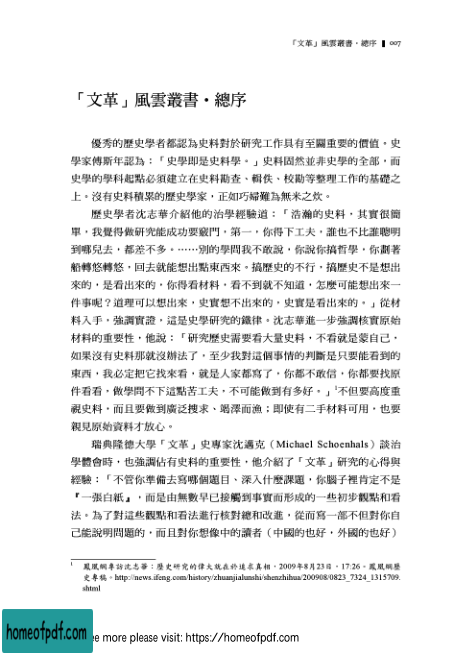 「文革」風雲叢書・總序 ▌ 007
「文革」風雲叢書・總序
優秀的歷史學者都認為史料對於研究工作具有至關重要的價值。史
學家傅斯年認為：「史學即是史料學。」史料固然並非史學的全部，而
史學的學科起點必須建立在史料勘查、輯佚、校勘等整理工作的基礎之
上。沒有史料積累的歷史學家，正如巧婦難為無米之炊。
歷史學者沈志華介紹他的治學經驗道：「浩瀚的史料，其實很簡
單，我覺得做研究能成功要竅門，第一，你得下工夫，誰也不比誰聰明
到哪兒去，都差不多。⋯⋯別的學問我不敢說，你說你搞哲學，你劃著
船轉悠轉悠，回去就能想出點東西來。搞歷史的不行，搞歷史不是想出
來的，是看出來的，你得看材料，看不到就不知道，怎麼可能想出來一
件事呢？道理可以想出來，史實想不出來的，史實是看出來的。」從材
料入手，強調實證，這是史學研究的鐵律。沈志華進一步強調核實原始
材料的重要性，他說：「研究歷史需要看大量史料，不看就是蒙自己，
如果沒有史料那就沒辦法了，至少我對這個事情的判斷是只要能看到的
東西，我必定把它找來看，就是人家都寫了，你都不敢信，你都要找原
件看看，做學問不下這點苦工夫，不可能做到有多好。」1不但要高度重
視史料，而且要做到廣泛搜求、竭澤而漁；即使有二手材料可用，也要
親見原始資料才放心。
瑞典隆德大學「文革」史專家沈邁克（Michael Schoenhals）談治
學體會時，也強調佔有史料的重要性，他介紹了「文革」研究的心得與
經驗：「不管你準備去寫哪個題目、深入什麼課題，你腦子裡肯定不是
『一張白紙』，而是由無數早已接觸到事實而形成的一些初步觀點和看
法。為了對這些觀點和看法進行核對總和改進，從而寫一部不但對你自
己能說明問題的，而且對你想像中的讀者（中國的也好，外國的也好）
1 鳳凰網專訪沈志華：歷史研究的偉大就在於追求真相，2009年8月23日，17:26，鳳凰網歷
史專稿。http://news.ifeng.com/history/zhuanjialunshi/shenzhihua/200908/0823_7324_1315709.
shtml
homeofpdf.com
ee more please visit: https://homeofpdf.com